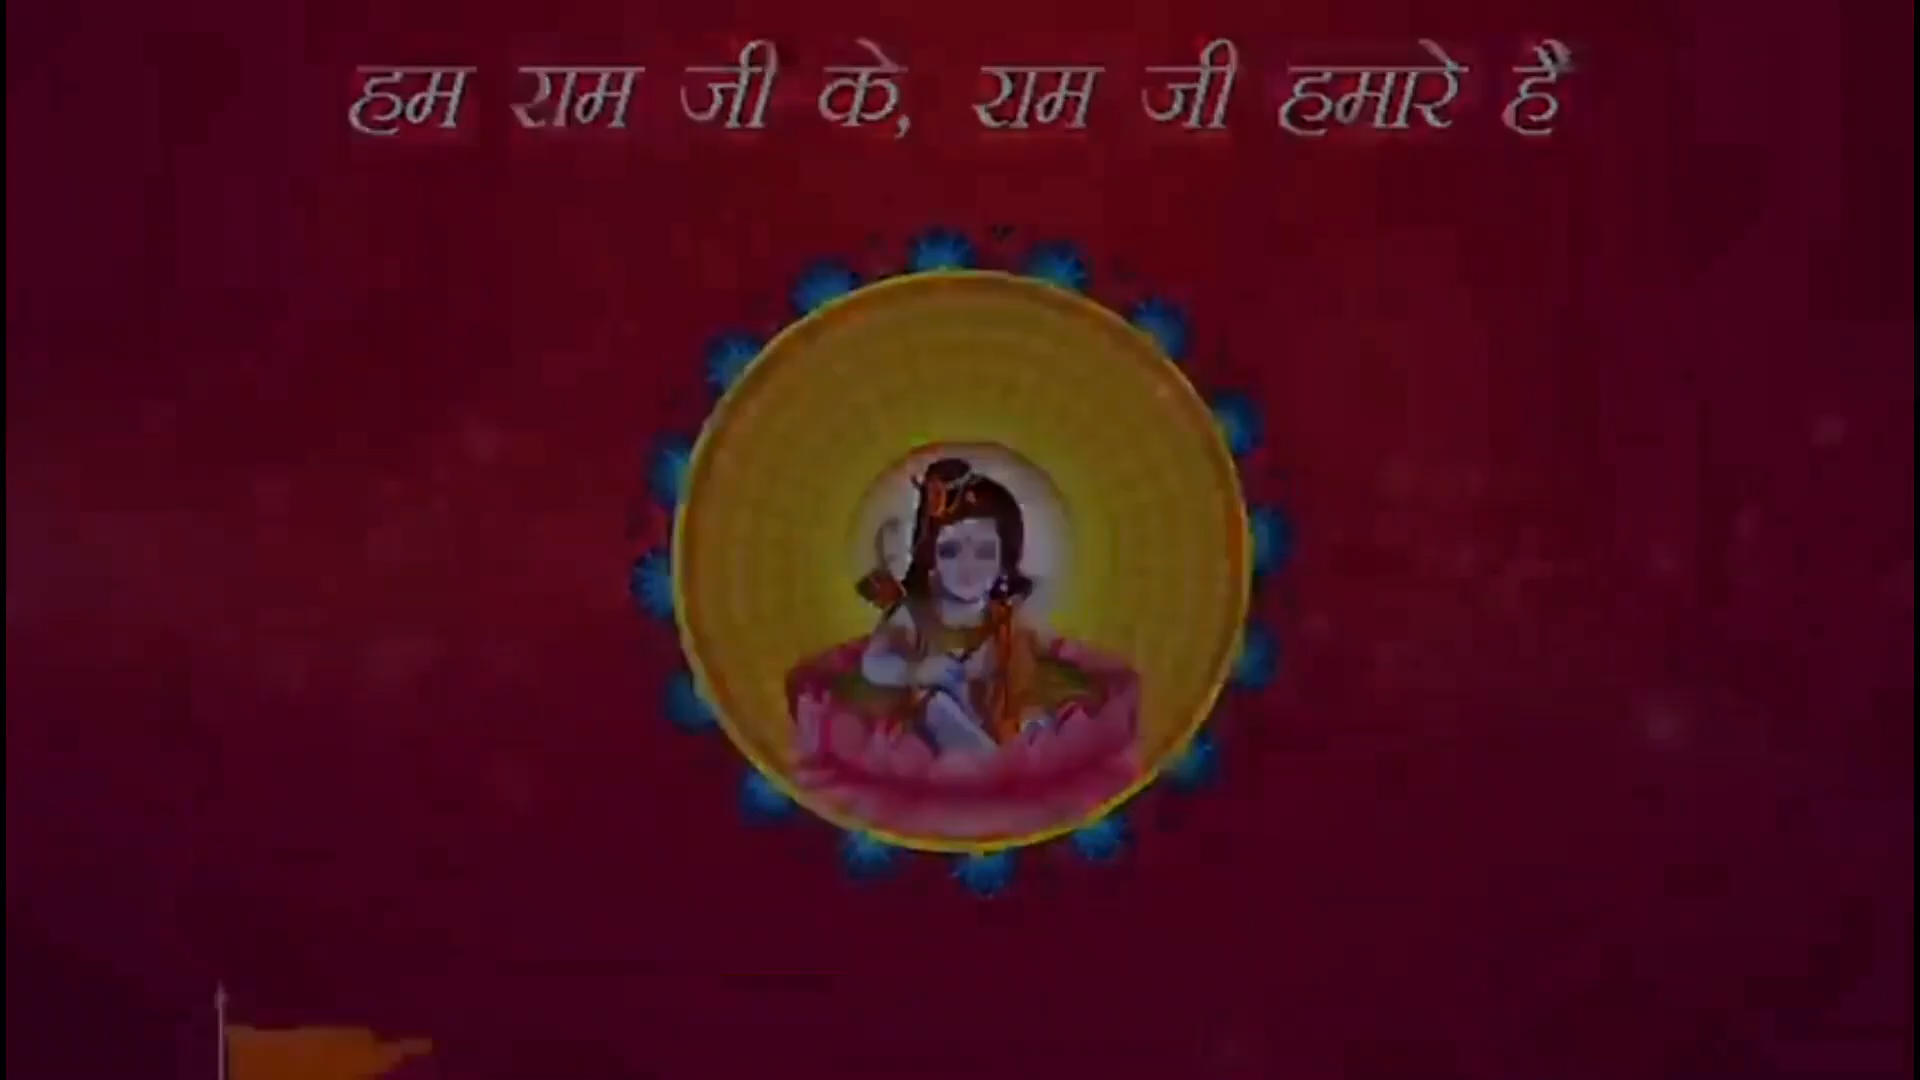 हम राम जी के, राम जी हमारे हैं